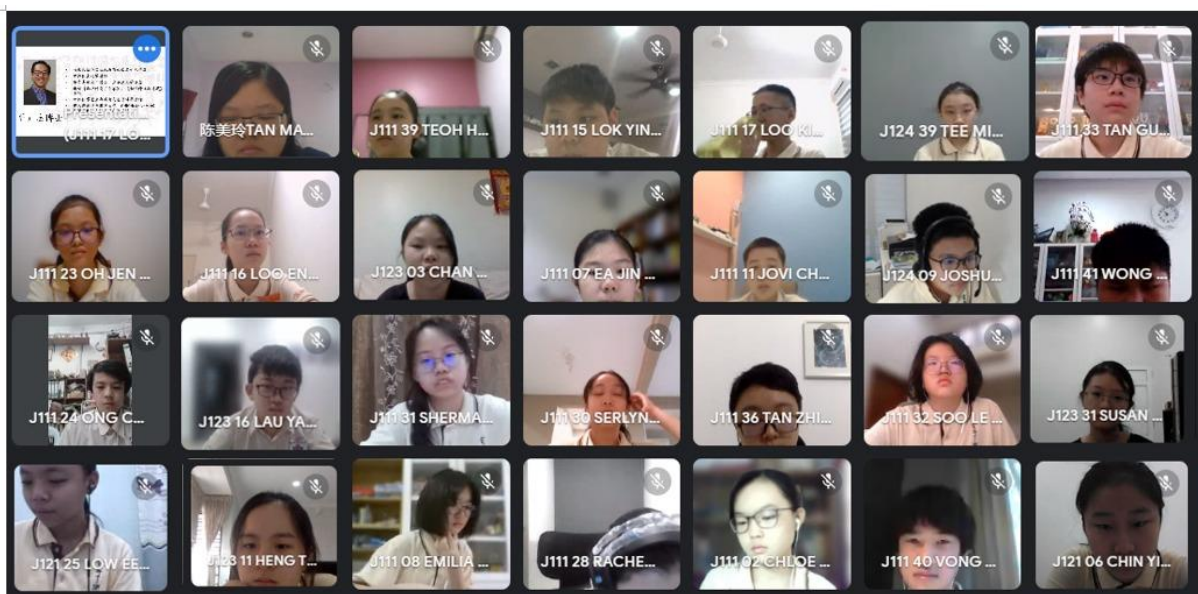 Presentati...
(J111 17 LO...
陈美玲TAN MA...
J111 39 TEOH H...
J111 15 LOK YIN...
J111 17 LOO KI...
J124 39 TEE MI...
J111 33 TAN GU...
J111 23 OH JEN ...
J111 16 LOO EN...
J123 03 CHAN ...
J111 07 EA JIN ...
J111 11 JOVI CH...
J124 09 JOSHU...
J111 41 WONG ...
J111 24 ONG C...
J123 16 LAU YA...
J111 31 SHERMA...
J111 30 SERLYN...
J111 36 TAN ZHI...
J111 32 SOO LE...
J123 31 SUSAN ...
J121 25 LOW EE...
J123 11 HENG T...
J111 08 EMILIA ...
J111 28 RACHE...
J111 02 CHLOE ...
J111 40 VONG ...
J121 06 CHIN YI...